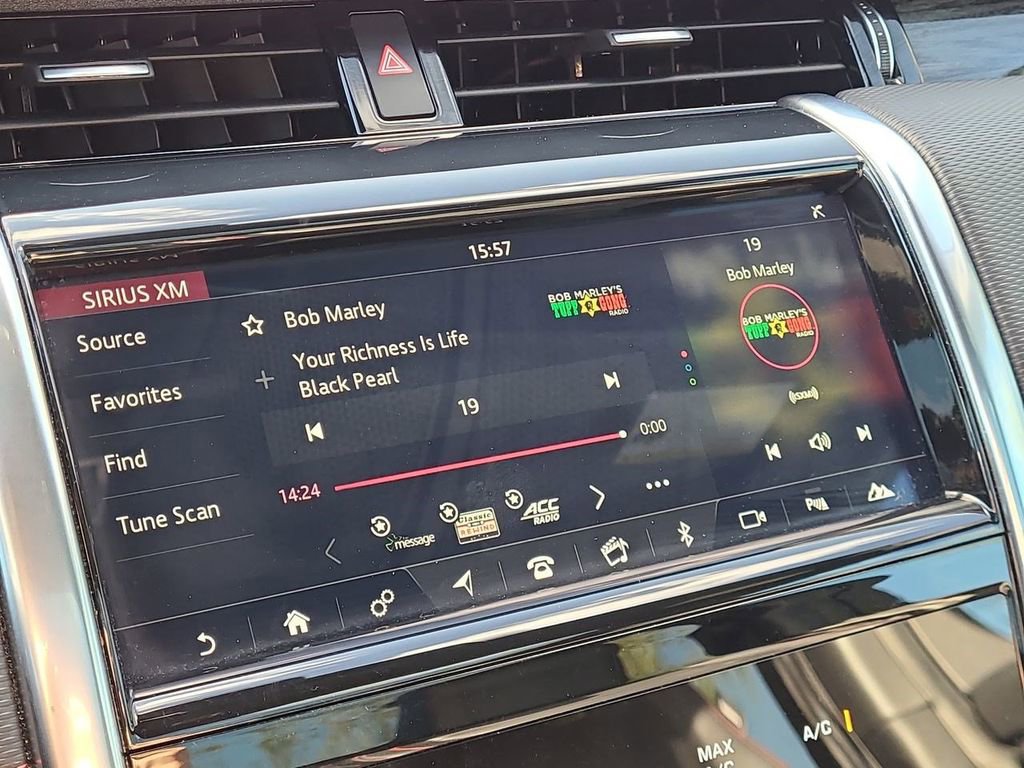 15:57
SIRIUS XM
Source
Favorites
Find
Tune Scan
Bob Marley
Your Richness Is Life
Black Pearl
BOB MARLEY'S
TUFF GONG
RADIO
19
14:24
0:00
message
Classic
REWIND
ACC
RADIO
19
Bob Marley
BOB MARLEY'S
TUFF GONG
RADIO
((SXM))
MAX
A/C
A/C